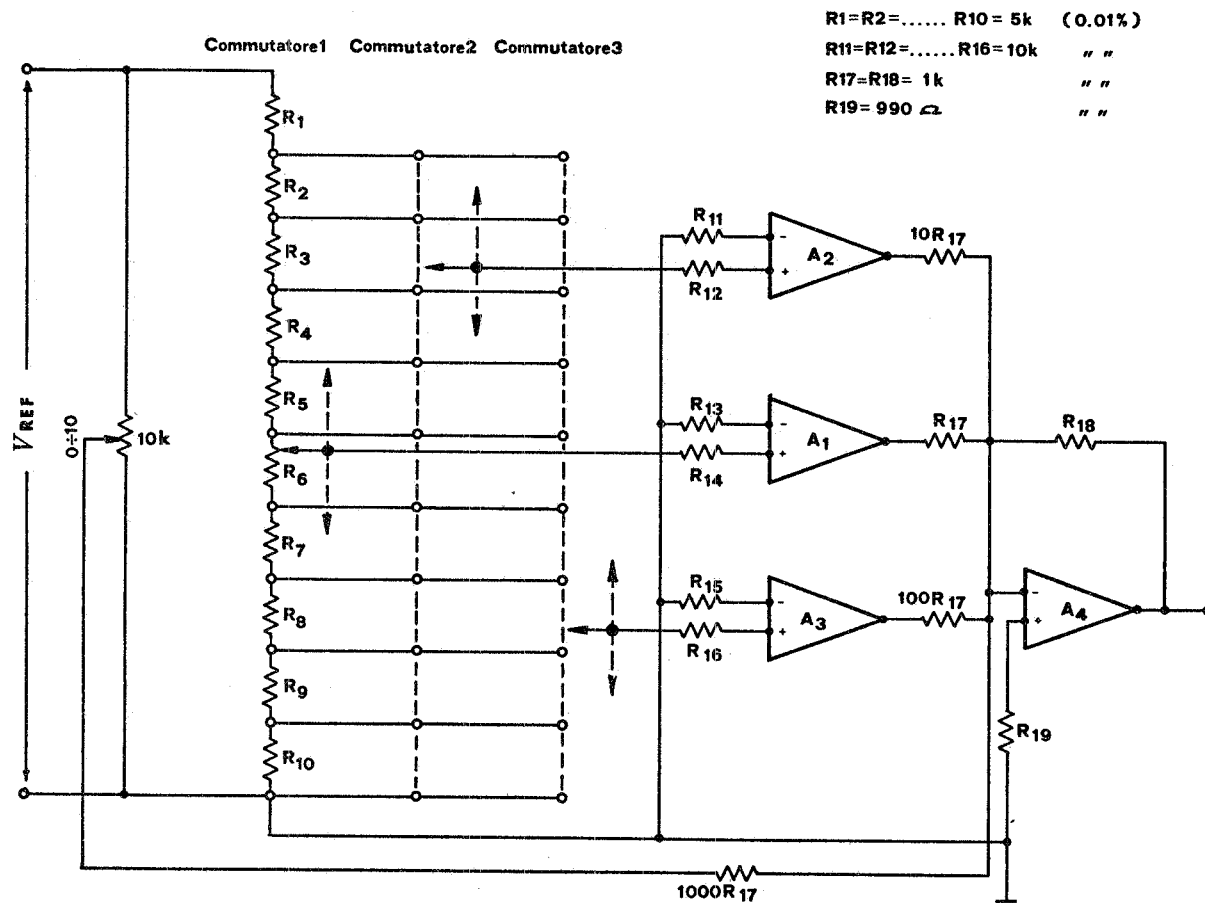 R1=R2=...... R10=5k (0.01%)
R11=R12=...... R16=10k " "
R17=R18= 1k " "
R19=990 Ω " "
Commutatore1 Commutatore2 Commutatore3
VREF
0÷10
10k
R1
R2
R3
R4
R5
R6
R7
R8
R9
R10
R11
R12
- + A2
10R17
R13
R14
- + A1
R17
R18
R15
R16
- + A3
100R17
- + A4
R19
1000R17